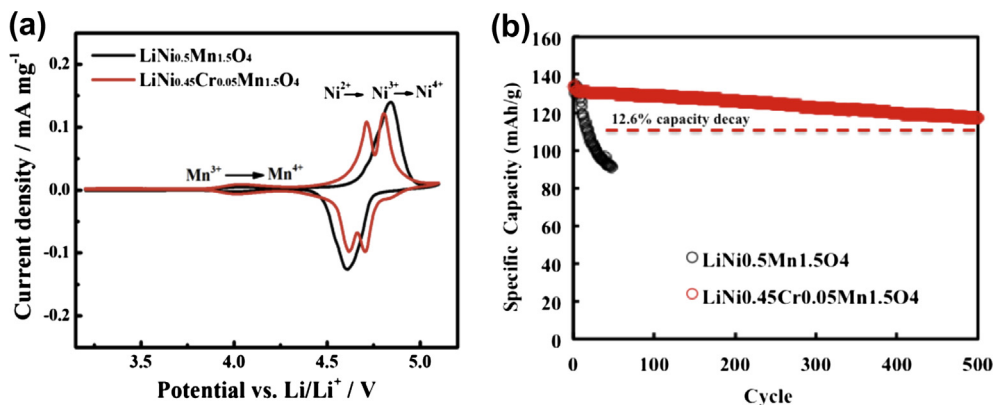 (a)
LiNi0.5Mn1.5O4
LiNi0.45Cr0.05Mn1.5O4
Ni2+ Ni3+ Ni4+
Mn3+ Mn4+
Current density / mA mg-1
0.2
0.1
0.0
-0.1
-0.2
3.5 4.0 4.5 5.0
Potential vs. Li/Li+ / V
(b)
Specific Capacity (mAh/g)
160
140
120
100
80
60
40
20
0
12.6% capacity decay
LiNi0.5Mn1.5O4
LiNi0.45Cr0.05Mn1.5O4
0 100 200 300 400 500
Cycle